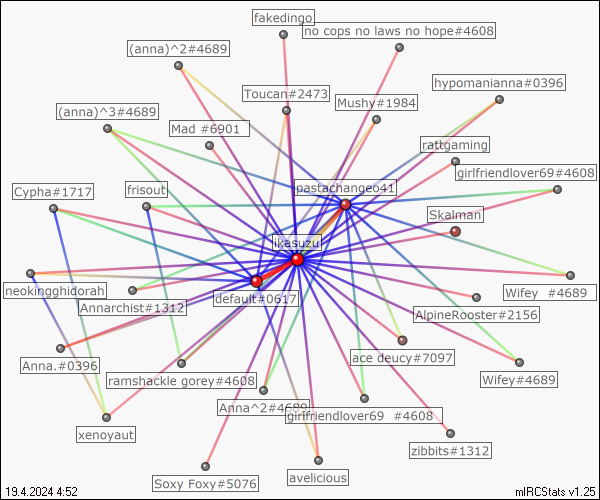 fakedingo
no cops no laws no hope#4608
(anna)^2#4689
hypomanianna#0396
Toucan#2473
Mushy#1984
(anna)^3#4689
Mad #6901
rattgaming
girlfriendlover69#4608
Cypha#1717
frisout
pastachangeo41
Skalman
ikasuzu
neokingghidorah
Annarchist#1312
default#0617
Wifey #4689
AlpineRooster#2156
Anna.#0396
ramshackle gorey#4608
ace deucy#7097
Wifey#4689
Anna^2#4689
girlfriendlover69 #4608
xenoyaut
zibbits#1312
Soxy Foxy#5076
avelicious
19.4.2024 4:52
mIRCStats v1.25